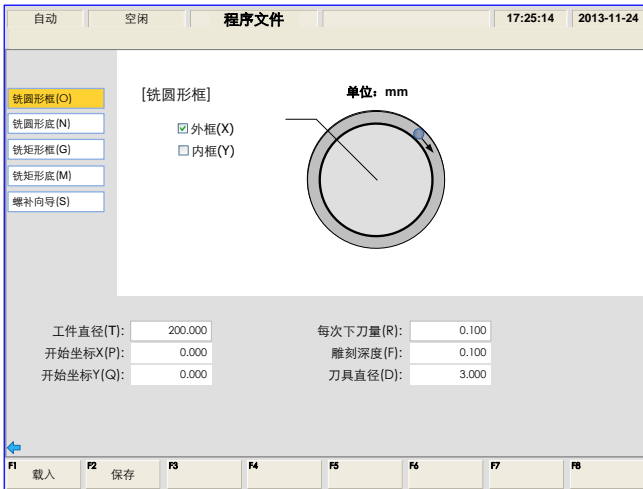 自动 空闲 程序文件 17:25:14 2013-11-24
[铣圆形框] 单位：mm
铣圆形框(O)
铣圆形底(N)
铣矩形框(G)
铣矩形底(M)
螺补向导(S)
外框(X)
内框(Y)
工件直径(T): 200.000 每次下刀量(R): 0.100
开始坐标X(P): 0.000 雕刻深度(F): 0.100
开始坐标Y(Q): 0.000 刀具直径(D): 3.000
F1 载入 F2 保存 F3 F4 F5 F6 F7 F8